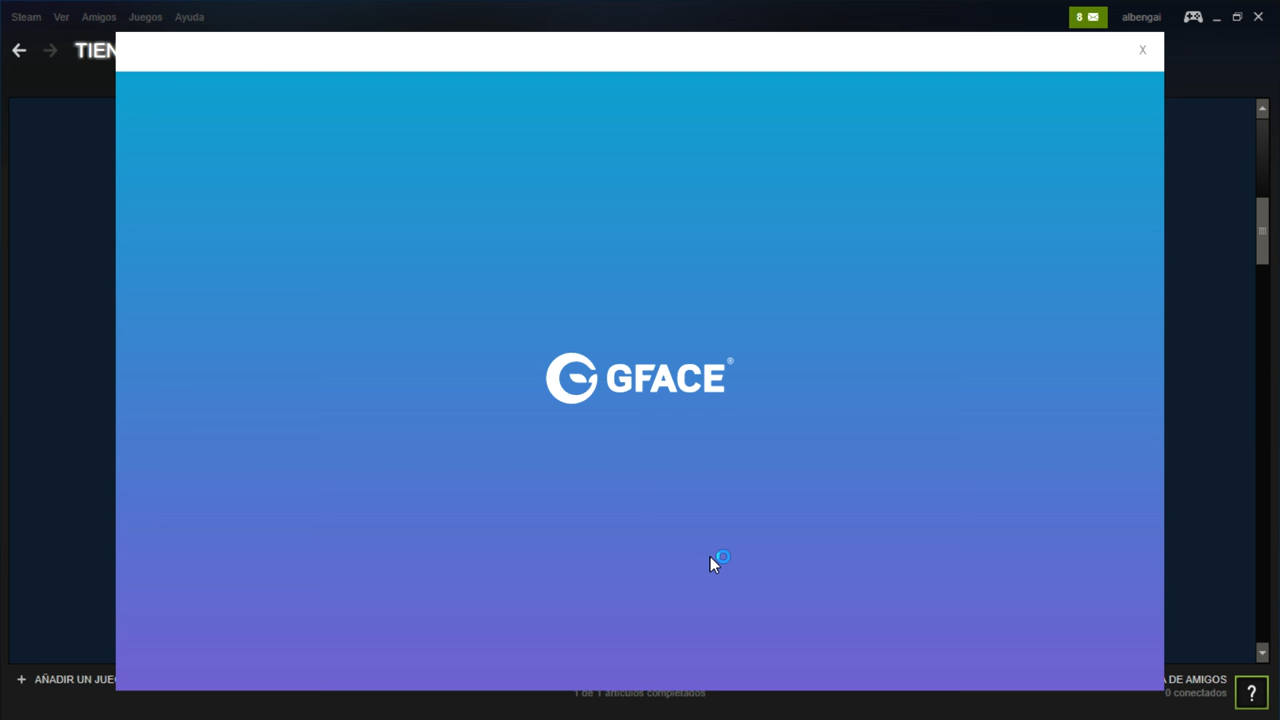 Steam Ver Amigos Juegos Ayuda
8 albengai
TIEN
X
GFACE®
+ AÑADIR UN JUEG
1 de 1 artículos completados
A DE AMIGOS
0 conectados
?